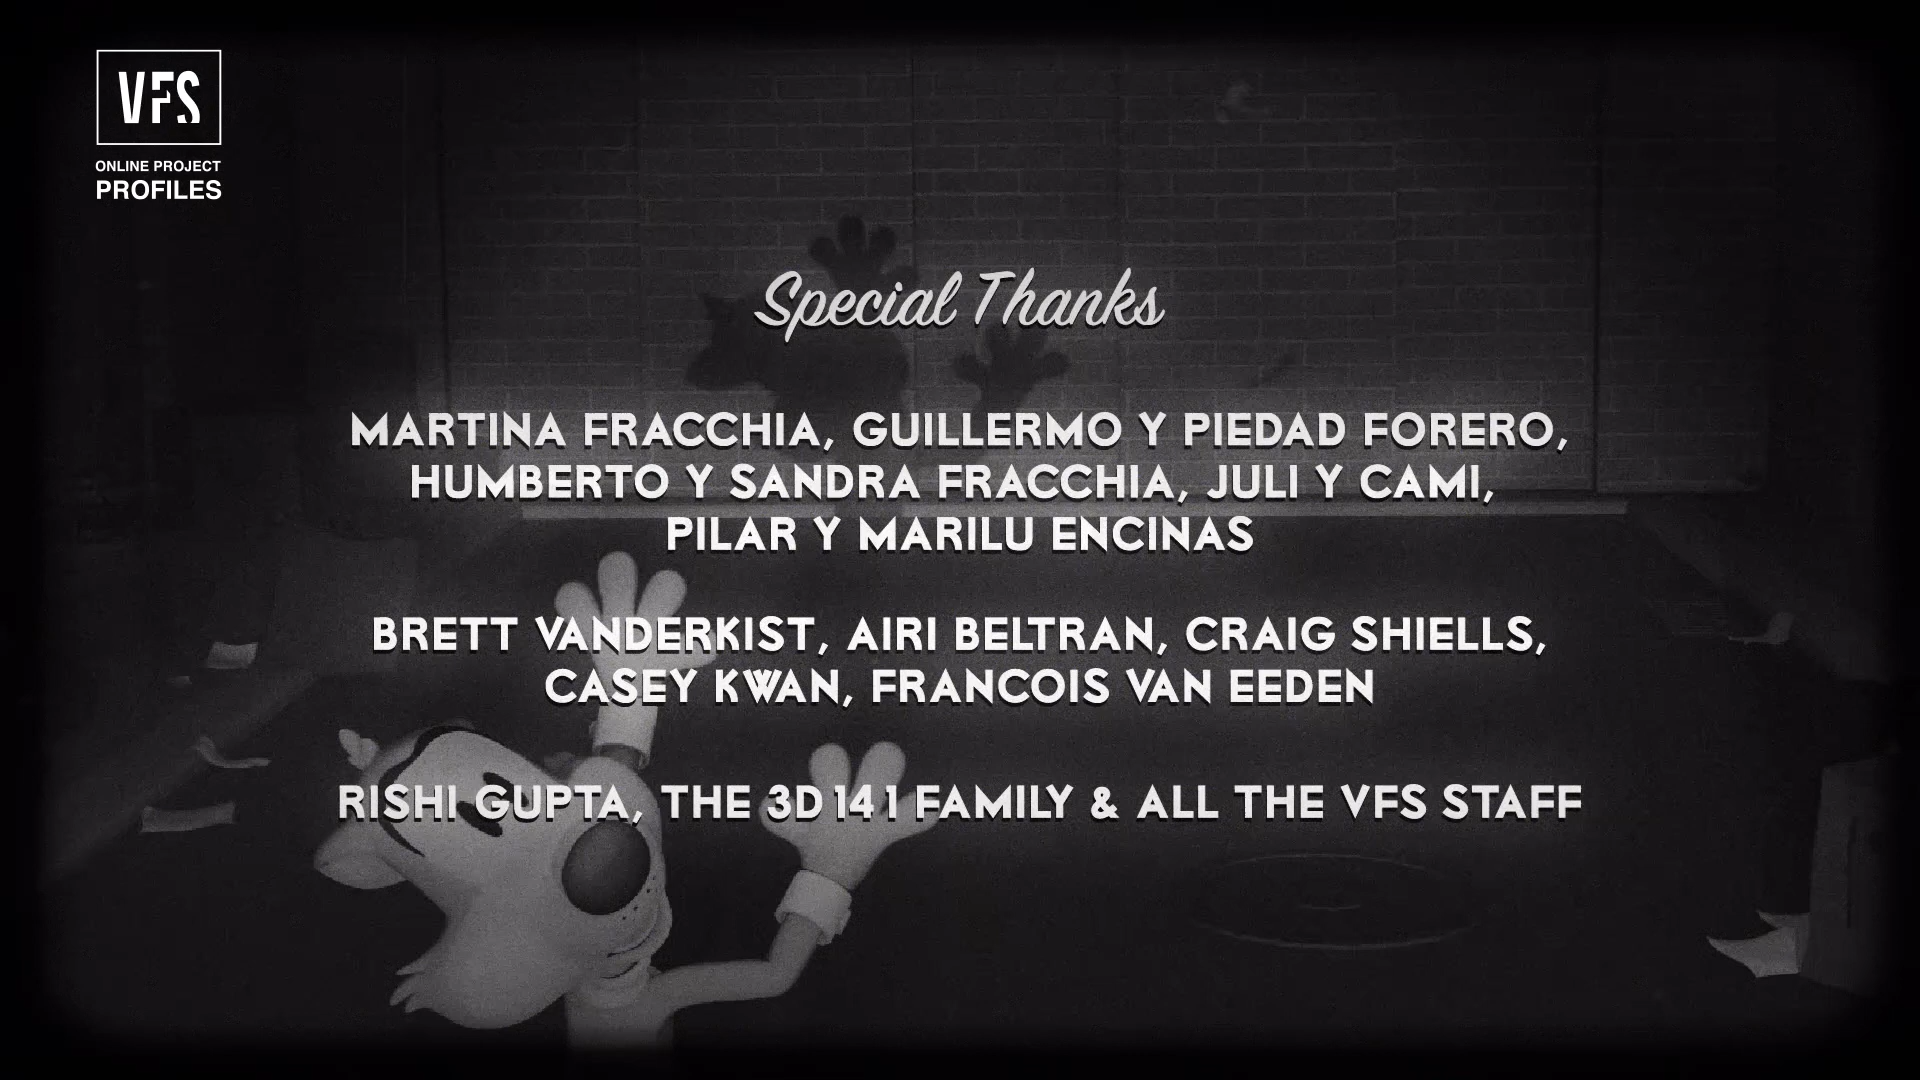 VFS
ONLINE PROJECT
PROFILES
Special Thanks
MARTINA FRACCHIA, GUILLERMO Y PIEDAD FORERO,
HUMBERTO Y SANDRA FRACCHIA, JULI Y CAMI,
PILAR Y MARILU ENCINAS
BRETT VANDERKIST, AIRI BELTRAN, CRAIG SHIELLS,
CASEY KWAN, FRANCOIS VAN EEDEN
RISHI GUPTA, THE 3D141 FAMILY & ALL THE VFS STAFF